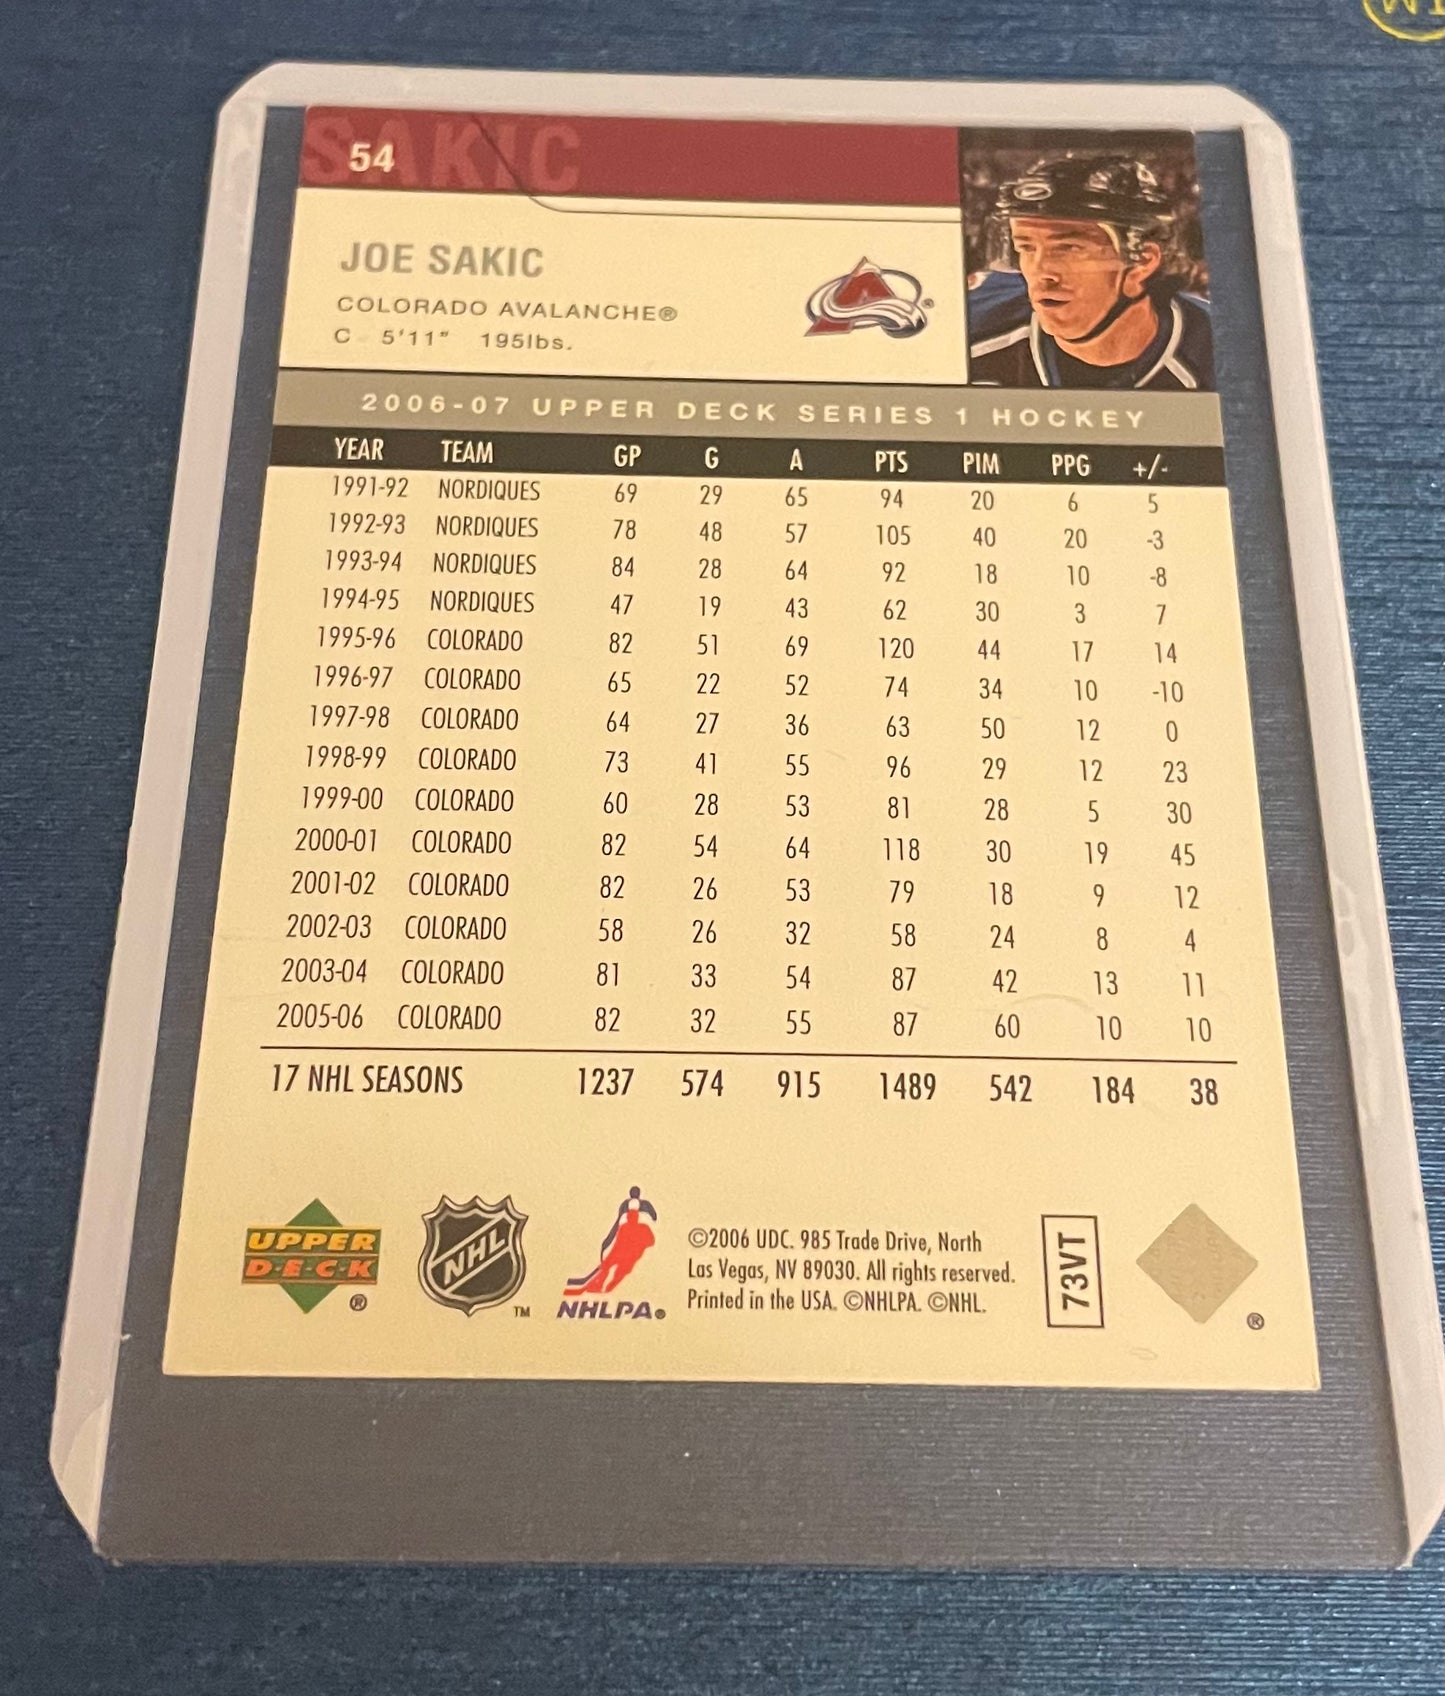 SAKIC
54
JOE SAKIC
COLORADO AVALANCHE®
C 5'11" 195lbs.
2006-07 UPPER DECK SERIES 1 HOCKEY
YEAR TEAM GP G A PTS PIM PPG +/-
1991-92 NORDIQUES 69 29 65 94 20 6 5
1992-93 NORDIQUES 78 48 57 105 40 20 -3
1993-94 NORDIQUES 84 28 64 92 18 10 -8
1994-95 NORDIQUES 47 19 43 62 30 3 7
1995-96 COLORADO 82 51 69 120 44 17 14
1996-97 COLORADO 65 22 52 74 34 10 -10
1997-98 COLORADO 64 27 36 63 50 12 0
1998-99 COLORADO 73 41 55 96 29 12 23
1999-00 COLORADO 60 28 53 81 28 5 30
2000-01 COLORADO 82 54 64 118 30 19 45
2001-02 COLORADO 82 26 53 79 18 9 12
2002-03 COLORADO 58 26 32 58 24 8 4
2003-04 COLORADO 81 33 54 87 42 13 11
2005-06 COLORADO 82 32 55 87 60 10 10
17 NHL SEASONS 1237 574 915 1489 542 184 38
UPPER
D·E·C·K
®
NHL
™
NHLPA®
©2006 UDC. 985 Trade Drive, North
Las Vegas, NV 89030. All rights reserved.
Printed in the USA. ©NHLPA. ©NHL.
73VT
®